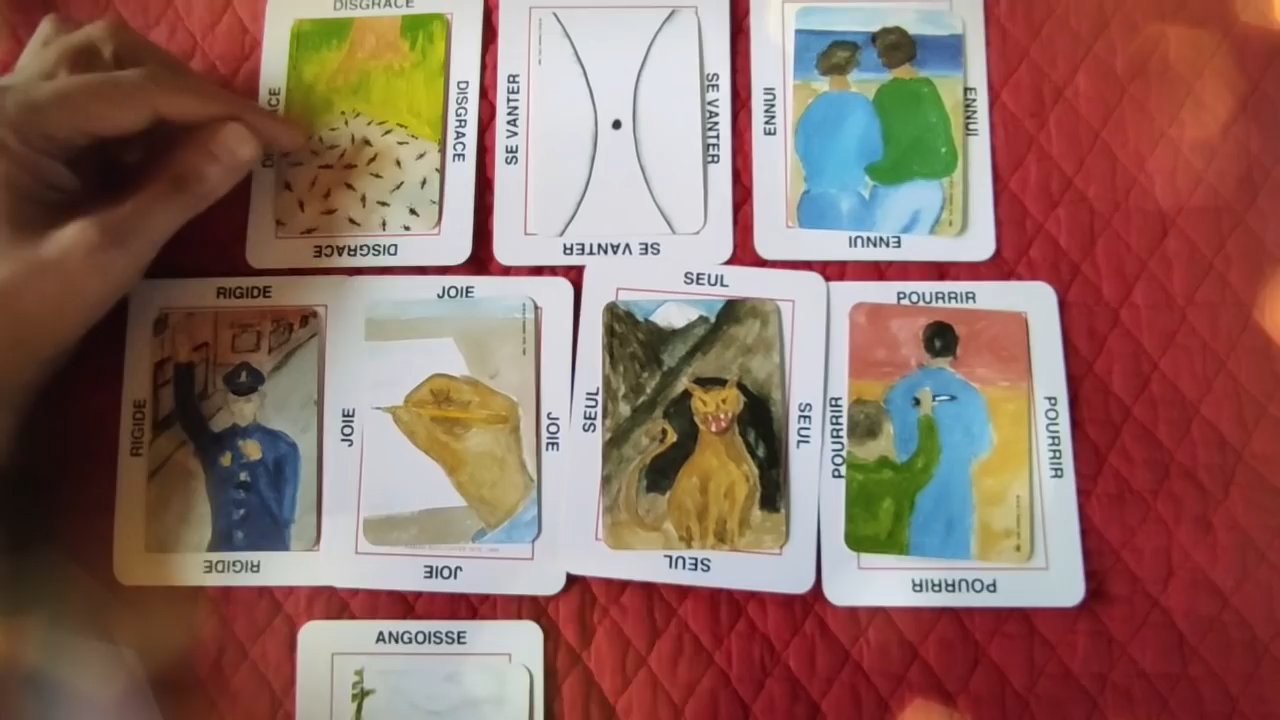 DISGRACE
DISGRACE
DISGRACE
SE VANTER
SE VANTER
SE VANTER
ENNUI
ENNUI
ENNUI
RIGIDE
RIGIDE
RIGIDE
JOIE
JOIE
JOIE
JOIE
SEUL
SEUL
SEUL
SEUL
POURRIR
POURRIR
POURRIR
POURRIR
ANGOISSE